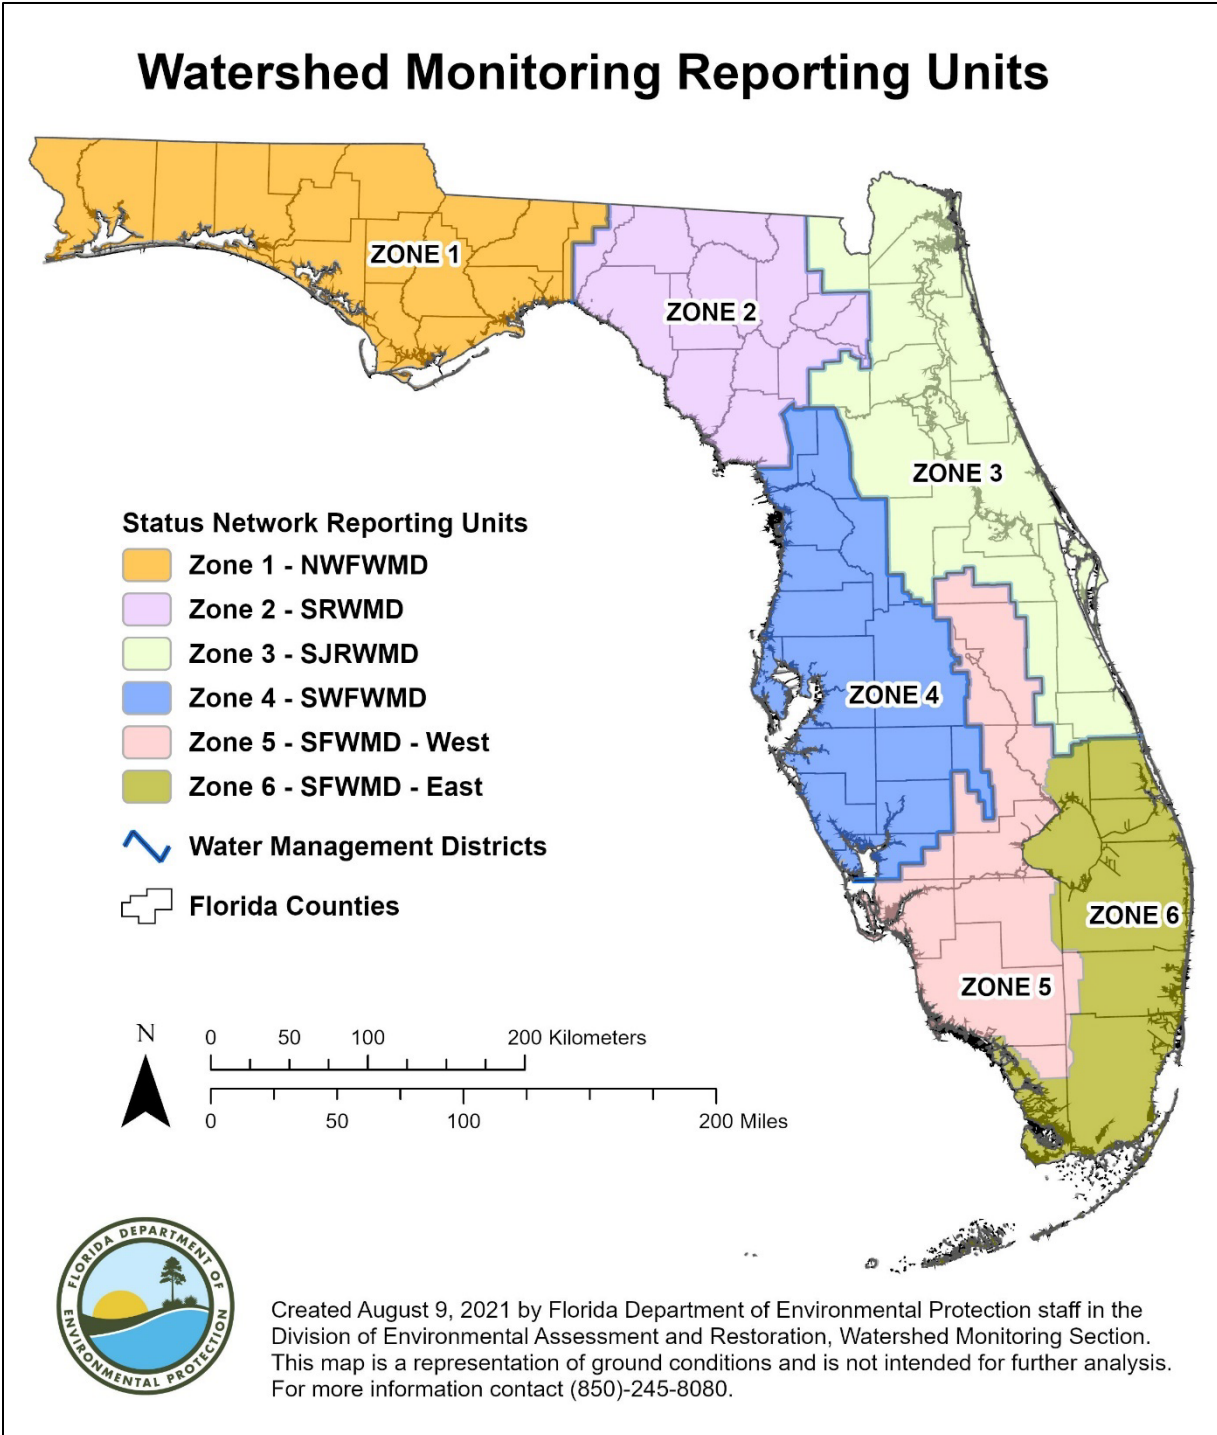 Watershed Monitoring Reporting Units
ZONE 1
ZONE 2
ZONE 3
ZONE 4
ZONE 5
ZONE 6
Status Network Reporting Units
Zone 1 - NWFWMD
Zone 2 - SRWMD
Zone 3 - SJRWMD
Zone 4 - SWFWMD
Zone 5 - SFWMD - West
Zone 6 - SFWMD - East
Water Management Districts
Florida Counties
N
0 50 100 200 Kilometers
0 50 100 200 Miles
FLORIDA DEPARTMENT OF
ENVIRONMENTAL PROTECTION
Created August 9, 2021 by Florida Department of Environmental Protection staff in the
Division of Environmental Assessment and Restoration, Watershed Monitoring Section.
This map is a representation of ground conditions and is not intended for further analysis.
For more information contact (850)-245-8080.